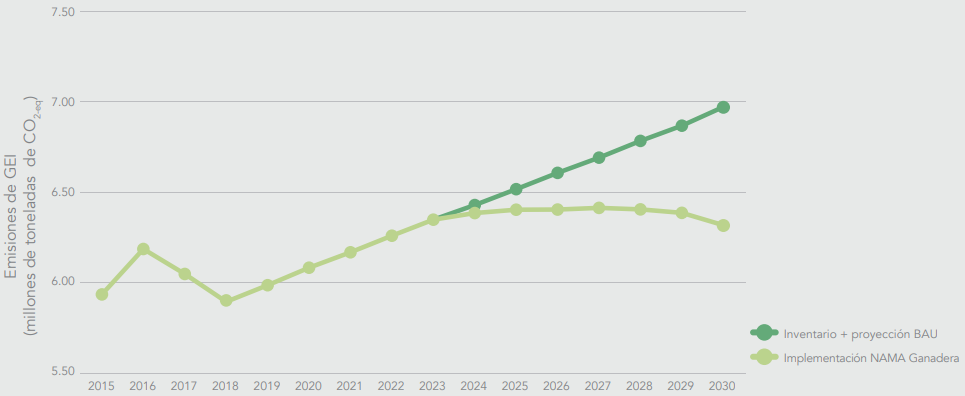 7.50
7.00
6.50
6.00
5.50
Emisiones de GEI
(millones de toneladas de CO2-eq)
2015 2016 2017 2018 2019 2020 2021 2022 2023 2024 2025 2026 2027 2028 2029 2030
Inventario + proyección BAU
Implementación NAMA Ganadera